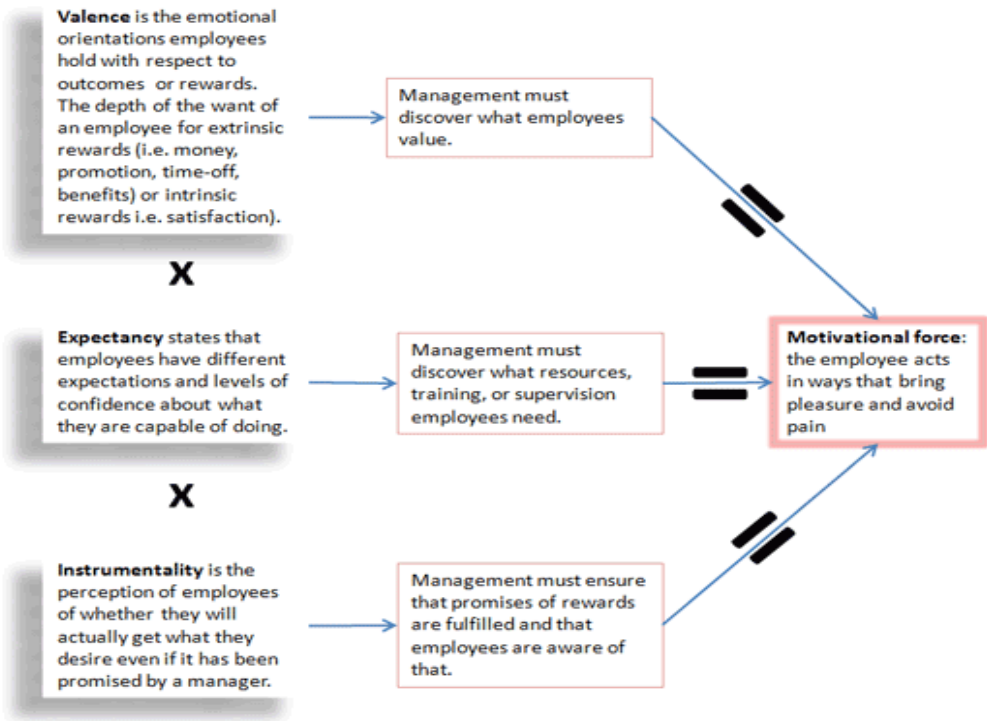 Valence is the emotional
orientations employees
hold with respect to
outcomes or rewards.
The depth of the want of
an employee for extrinsic
rewards (i.e. money,
promotion, time-off,
benefits) or intrinsic
rewards i.e. satisfaction).
Management must
discover what employees
value.
X
Expectancy states that
employees have different
expectations and levels of
confidence about what
they are capable of doing.
Management must
discover what resources,
training, or supervision
employees need.
Motivational force:
the employee acts
in ways that bring
pleasure and avoid
pain
X
Instrumentality is the
perception of employees
of whether they will
actually get what they
desire even if it has been
promised by a manager.
Management must ensure
that promises of rewards
are fulfilled and that
employees are aware of
that.